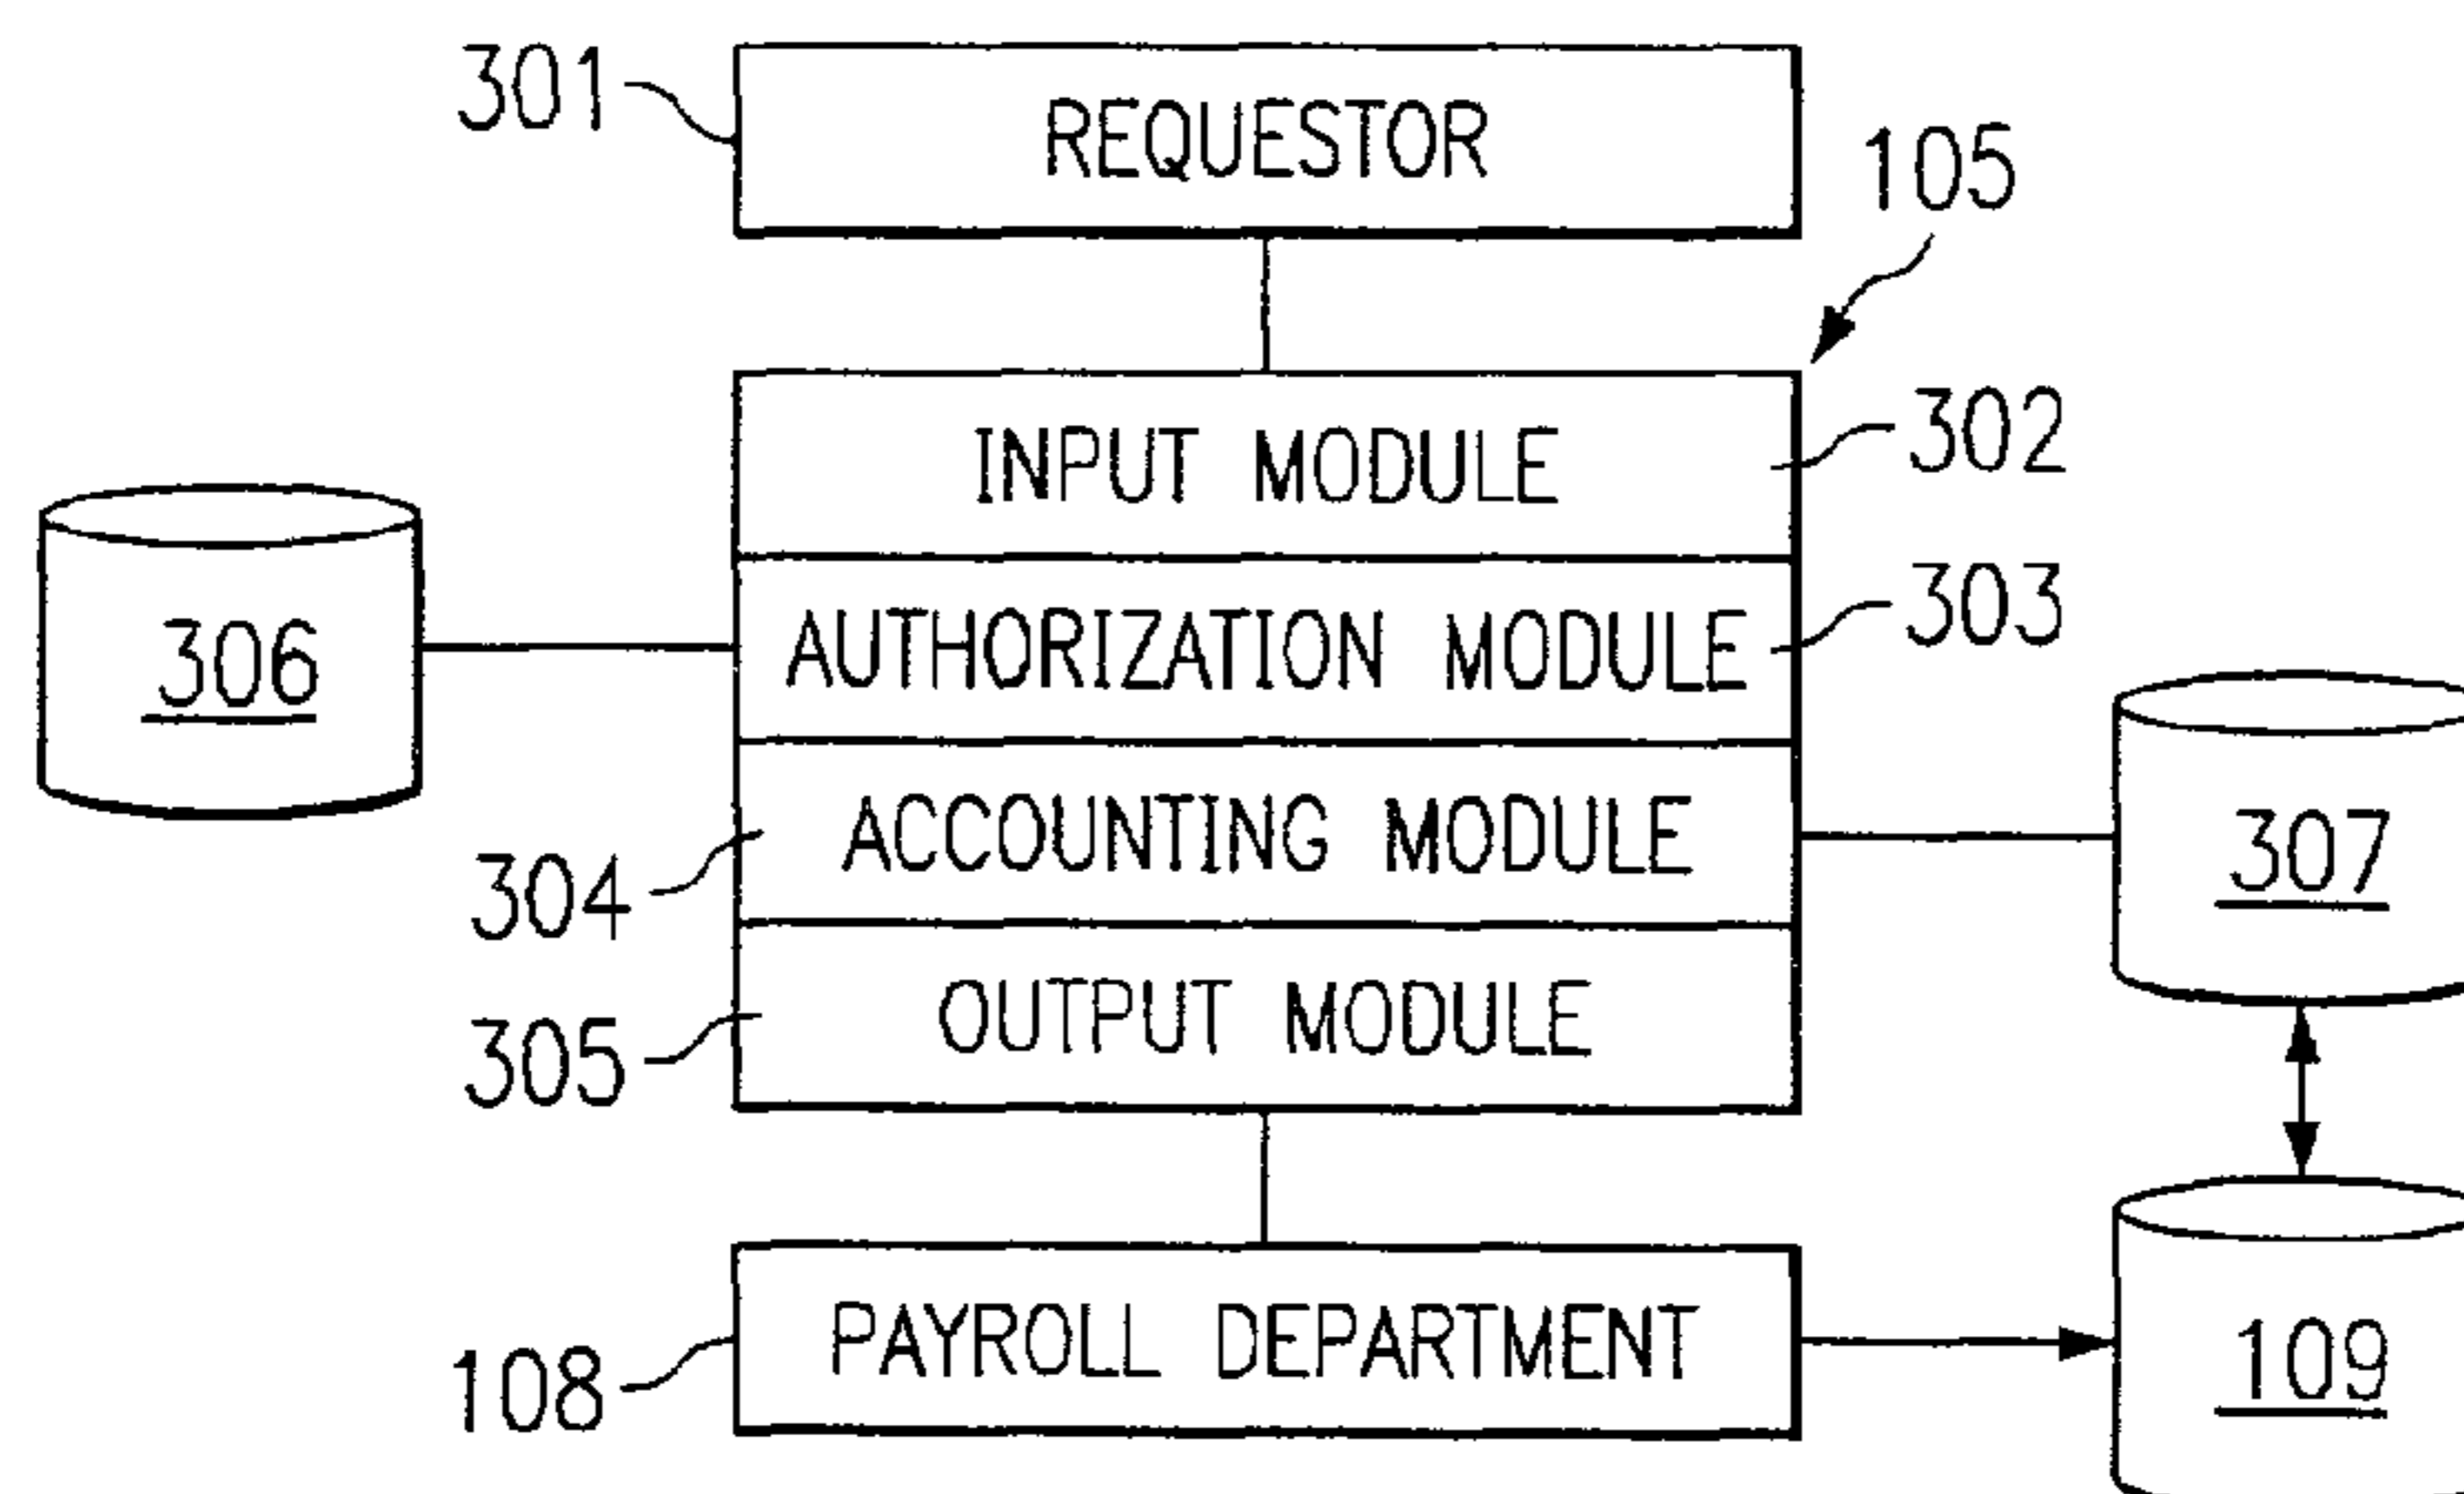 301
REQUESTOR
105
INPUT MODULE
302
306
AUTHORIZATION MODULE
303
304
ACCOUNTING MODULE
307
305
OUTPUT MODULE
108
PAYROLL DEPARTMENT
109